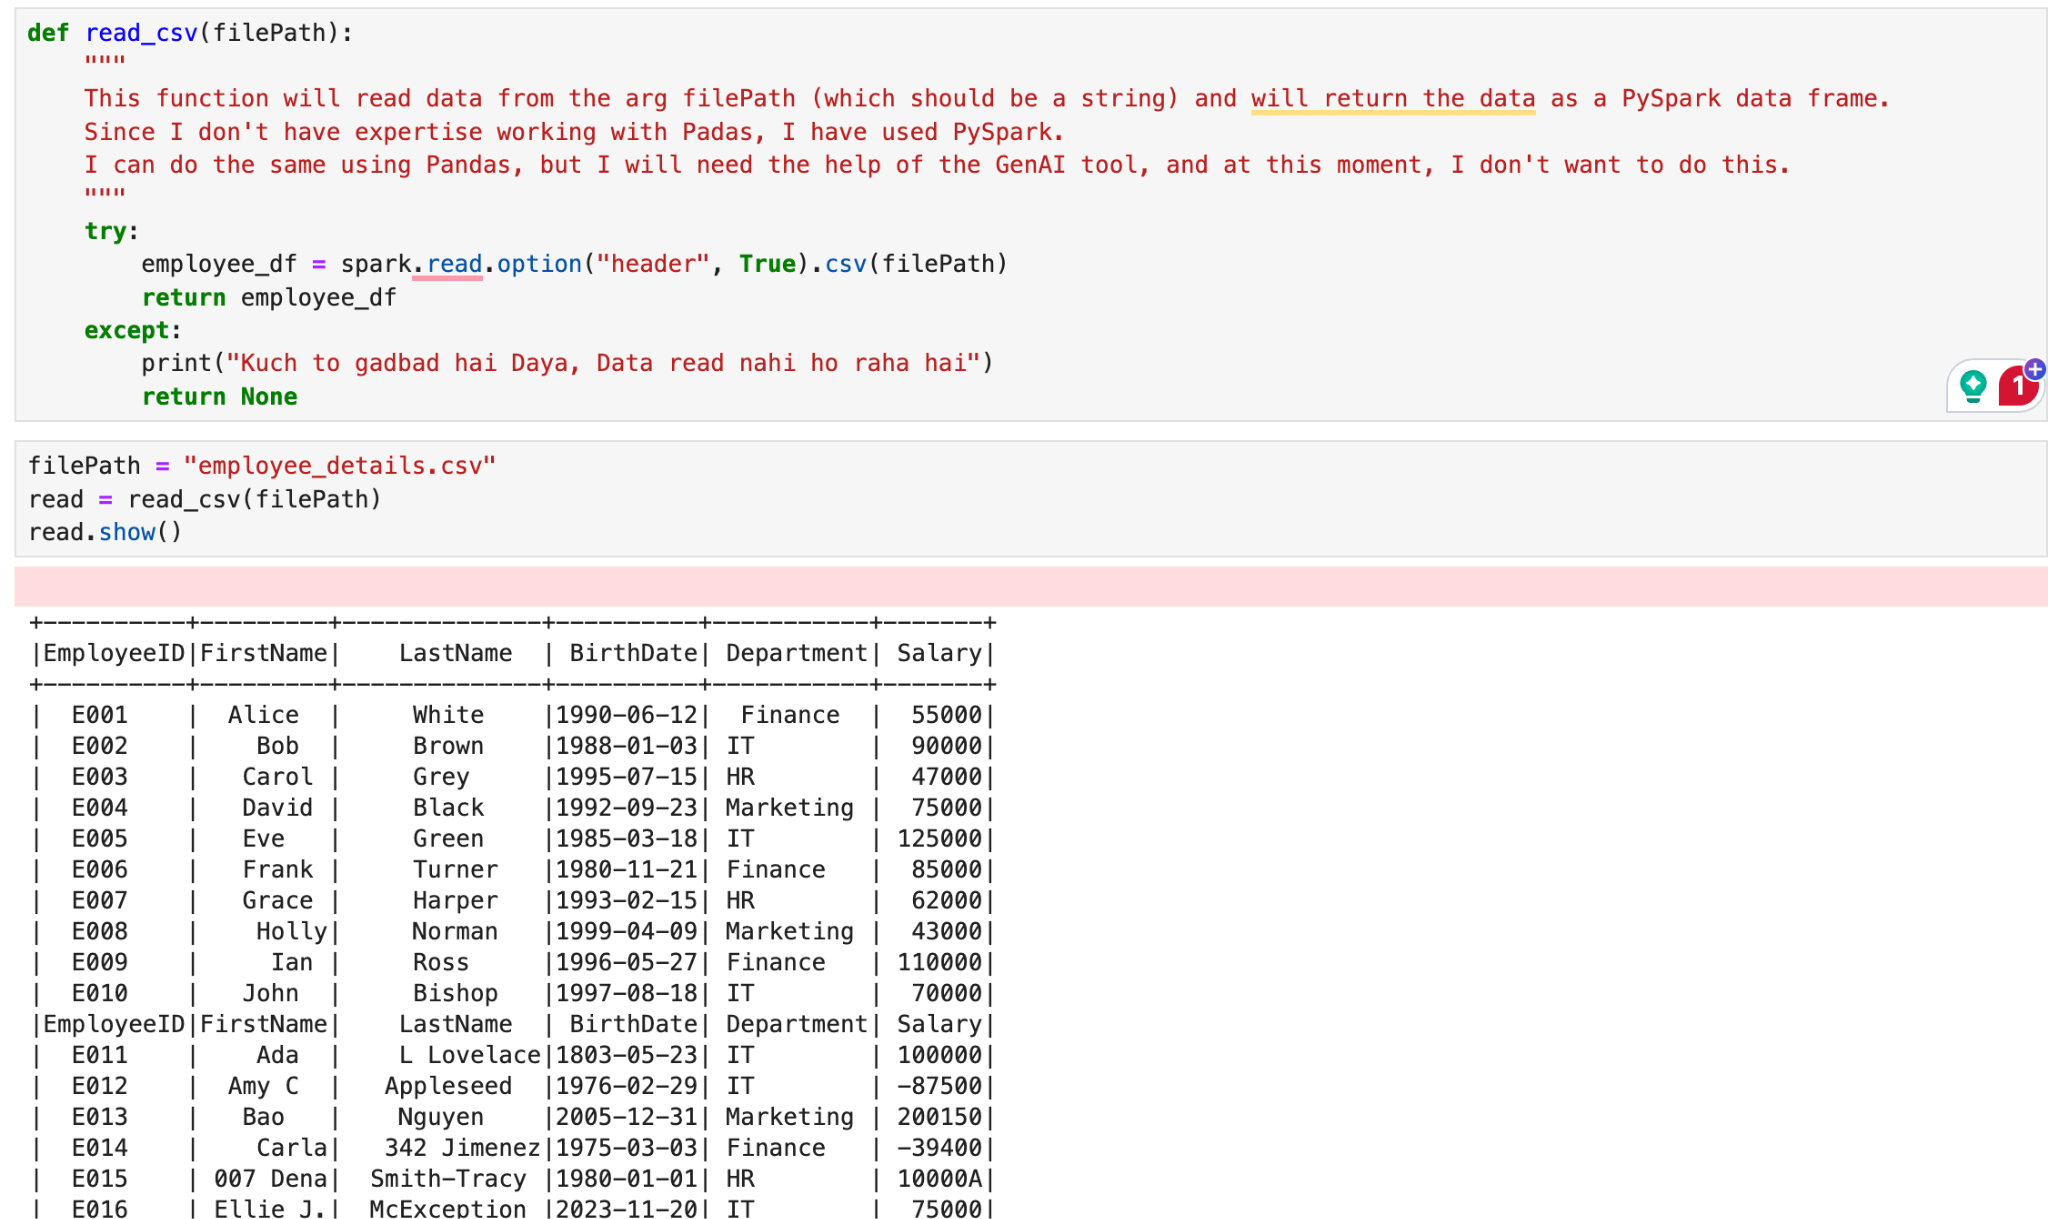 def read_csv(filePath):
    """
    This function will read data from the arg filePath (which should be a string) and will return the data as a PySpark data frame.
    Since I don't have expertise working with Padas, I have used PySpark.
    I can do the same using Pandas, but I will need the help of the GenAI tool, and at this moment, I don't want to do this.
    """
    try:
        employee_df = spark.read.option("header", True).csv(filePath)
        return employee_df
    except:
        print("Kuch to gadbad hai Daya, Data read nahi ho raha hai")
        return None
1
filePath = "employee_details.csv"
read = read_csv(filePath)
read.show()
+----------+---------+--------------+----------+-----------+-------+
|EmployeeID|FirstName|    LastName  | BirthDate| Department| Salary|
+----------+---------+--------------+----------+-----------+-------+
|  E001    |  Alice  |     White    |1990-06-12|  Finance  |  55000|
|  E002    |    Bob  |     Brown    |1988-01-03| IT        |  90000|
|  E003    |   Carol |     Grey     |1995-07-15| HR        |  47000|
|  E004    |   David |     Black    |1992-09-23| Marketing |  75000|
|  E005    |   Eve   |     Green    |1985-03-18| IT        | 125000|
|  E006    |   Frank |     Turner   |1980-11-21| Finance   |  85000|
|  E007    |   Grace |     Harper   |1993-02-15| HR        |  62000|
|  E008    |    Holly|     Norman   |1999-04-09| Marketing |  43000|
|  E009    |     Ian |     Ross     |1996-05-27| Finance   | 110000|
|  E010    |   John  |     Bishop   |1997-08-18| IT        |  70000|
|EmployeeID|FirstName|    LastName  | BirthDate| Department| Salary|
|  E011    |    Ada  |    L Lovelace|1803-05-23| IT        | 100000|
|  E012    |  Amy C  |   Appleseed  |1976-02-29| IT        | -87500|
|  E013    |   Bao   |    Nguyen    |2005-12-31| Marketing | 200150|
|  E014    |    Carla|   342 Jimenez|1975-03-03| Finance   | -39400|
|  E015    | 007 Dena|  Smith-Tracy |1980-01-01| HR        | 10000A|
|  E016    | Ellie J.|  McException |2023-11-20| IT        |  75000|